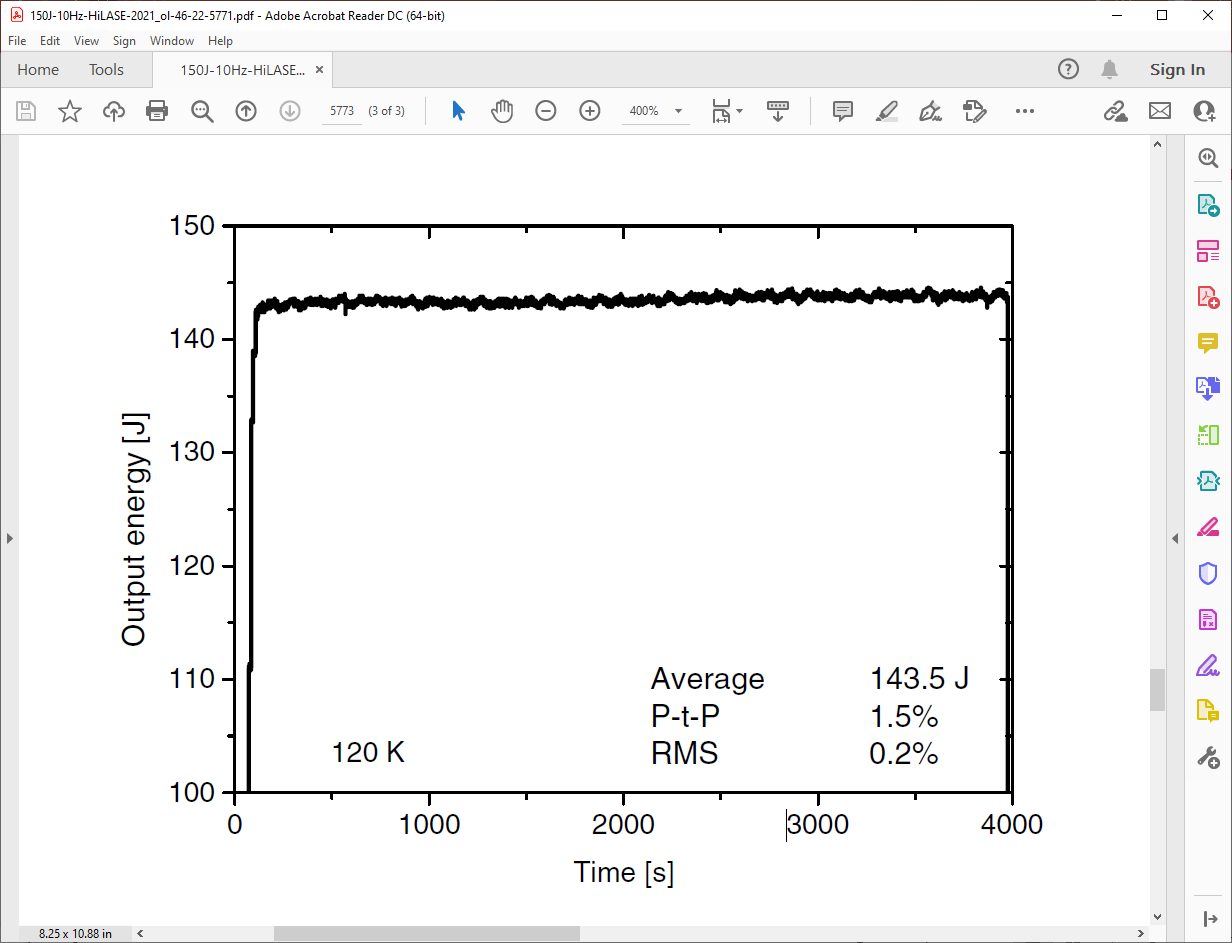 150J-10Hz-HiLASE-2021_ol-46-22-5771.pdf - Adobe Acrobat Reader DC (64-bit)
File Edit View Sign Window Help
Home Tools 150J-10Hz-HiLASE... × Sign In
5773 (3 of 3) 400%
150
140
130
120
110
100
Output energy [J]
Average 143.5 J
P-t-P 1.5%
RMS 0.2%
120 K
0 1000 2000 3000 4000
Time [s]
8.25 x 10.88 in